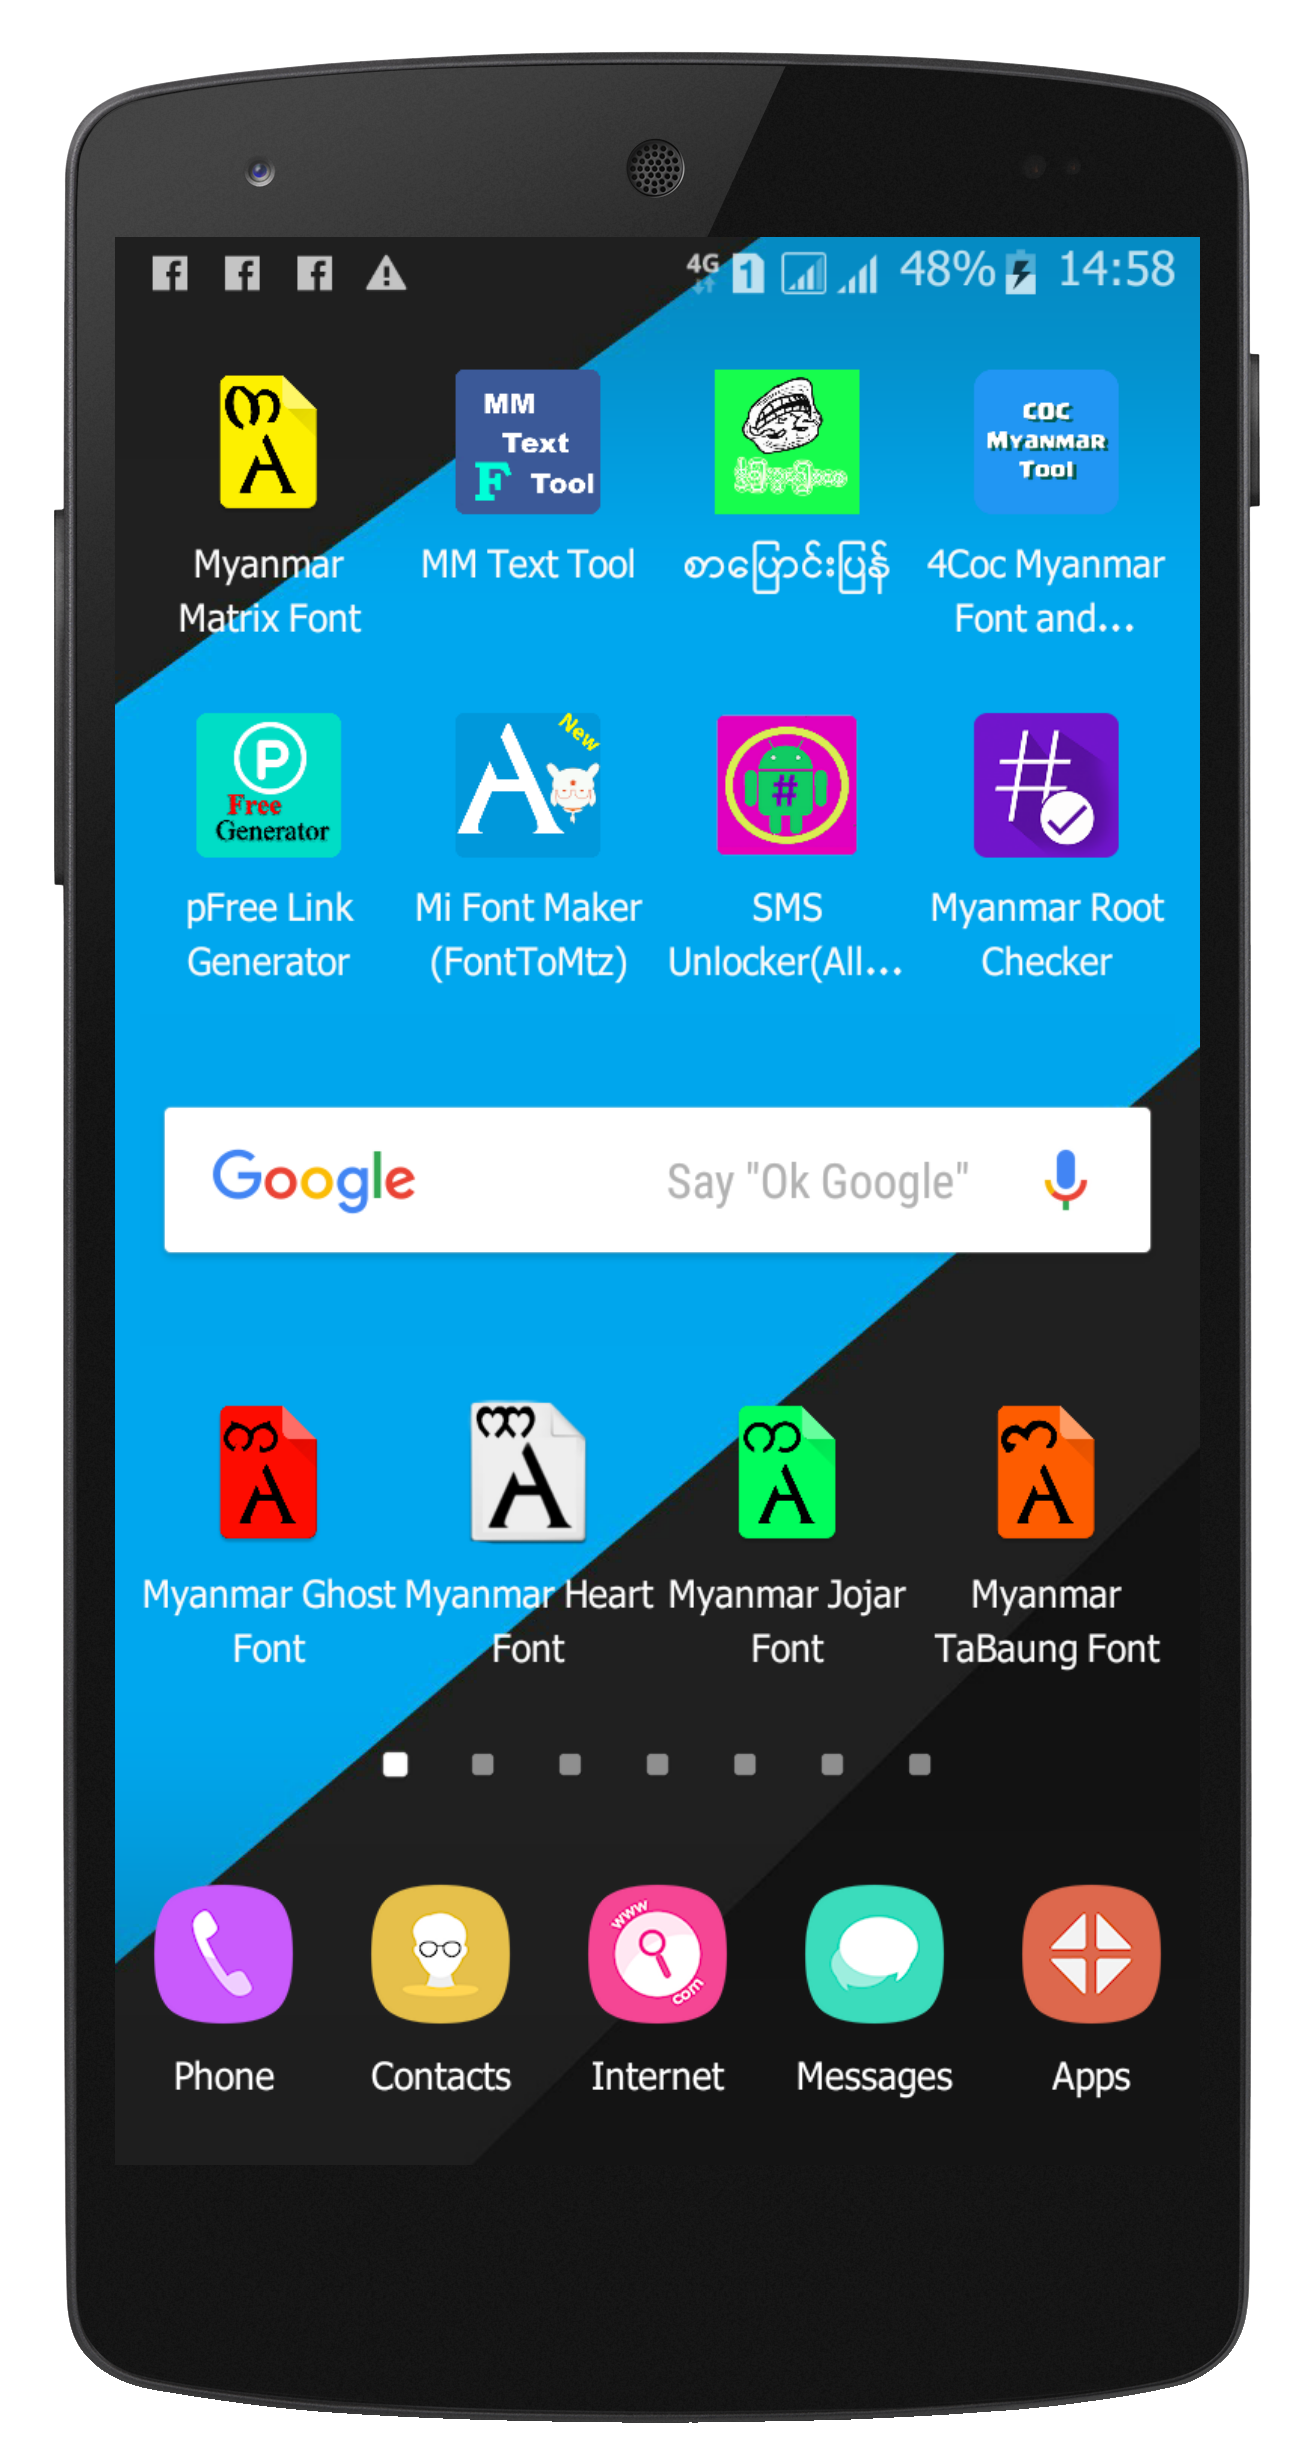 4G 1 48% 14:58
MM
Text
F Tool
COC
Myanmar
Tool
Myanmar
Matrix Font
MM Text Tool
စာပြောင်းပြန်
4Coc Myanmar
Font and...
P
Free
Generator
A New
#
#
pFree Link
Generator
Mi Font Maker
(FontToMtz)
SMS
Unlocker(All...
Myanmar Root
Checker
Google Say "Ok Google"
A
A
A
A
Myanmar Ghost
Font
Myanmar Heart
Font
Myanmar Jojar
Font
Myanmar
TaBaung Font
www
com
Phone
Contacts
Internet
Messages
Apps